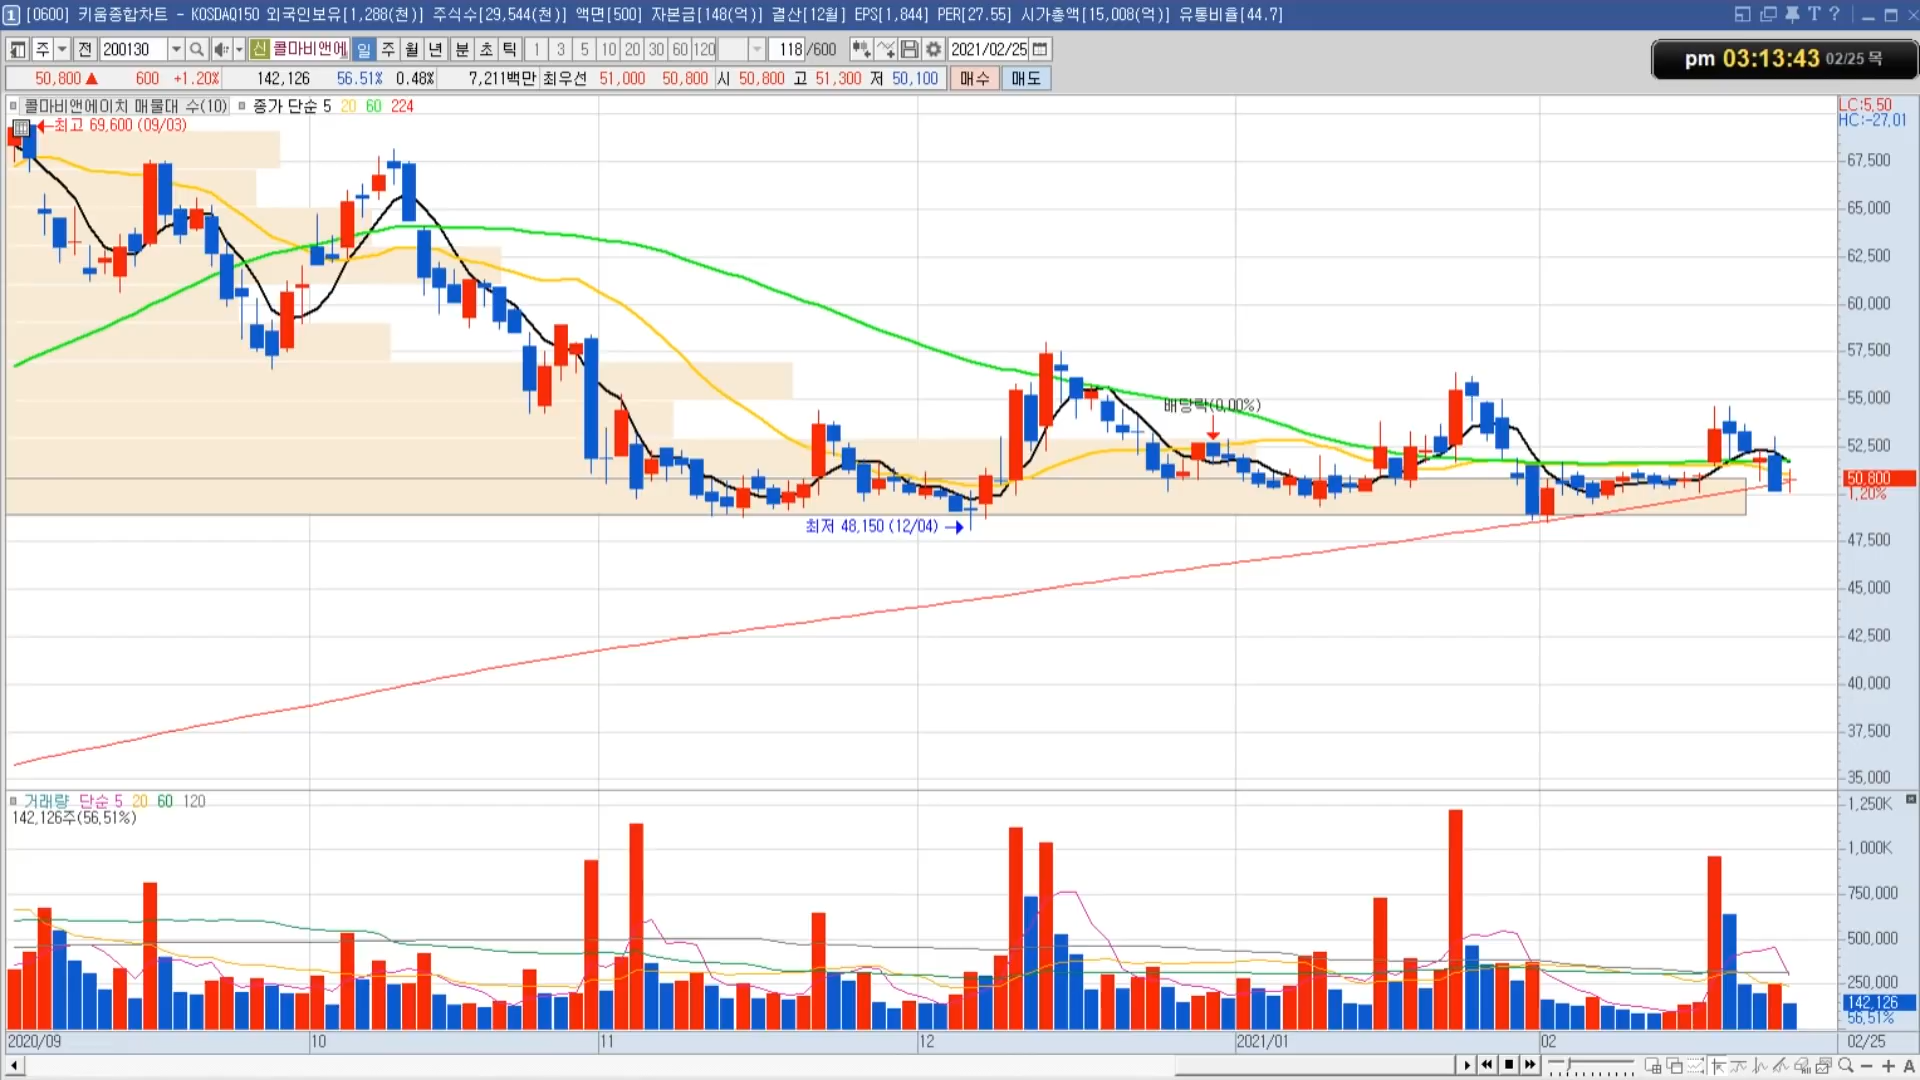 [0600] 키움종합차트 - KOSDAQ150 외국인보유[1,288(천)] 주식수[29,544(천)] 액면[500] 자본금[148(억)] 결산[12월] EPS[1,844] PER[27.55] 시가총액[15,008(억)] 유통비율[44.7]
주 전 200130 신 콜마비앤에 일 주 월 년 분 초 틱 1 3 5 10 20 30 60 120 118 /600 2021/02/25
pm 03:13:43 02/25 목
50,800 ▲ 600 +1.20% 142,126 56.51% 0.48% 7,211백만 최우선 51,000 50,800 시 50,800 고 51,300 저 50,100 매수 매도
콜마비앤에이치 매물대 수(10) 종가 단순 5 20 60 224
LC:5,50
HC:-27,01
최고 69,600 (09/03)
67,500
65,000
62,500
60,000
57,500
55,000
배당락(0,00%)
52,500
50,800
1,20%
최저 48,150 (12/04)
47,500
45,000
42,500
40,000
37,500
35,000
거래량 단순 5 20 60 120
142,126주(56,51%)
1,250K
1,000K
750,000
500,000
250,000
142,126
56,51%
2020/09 10 11 12 2021/01 02 02/25